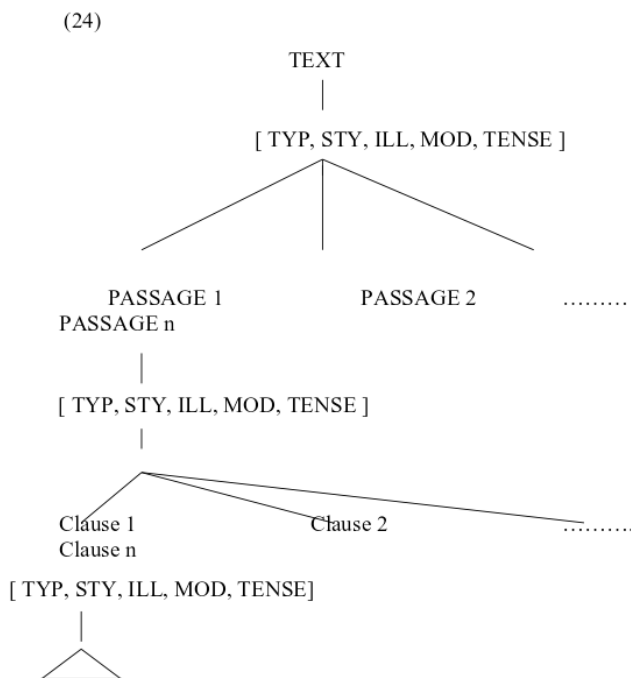 (24)
TEXT
[ TYP, STY, ILL, MOD, TENSE ]
PASSAGE 1 PASSAGE 2 .........
PASSAGE n
[ TYP, STY, ILL, MOD, TENSE ]
Clause 1 Clause 2 .........
Clause n
[ TYP, STY, ILL, MOD, TENSE]